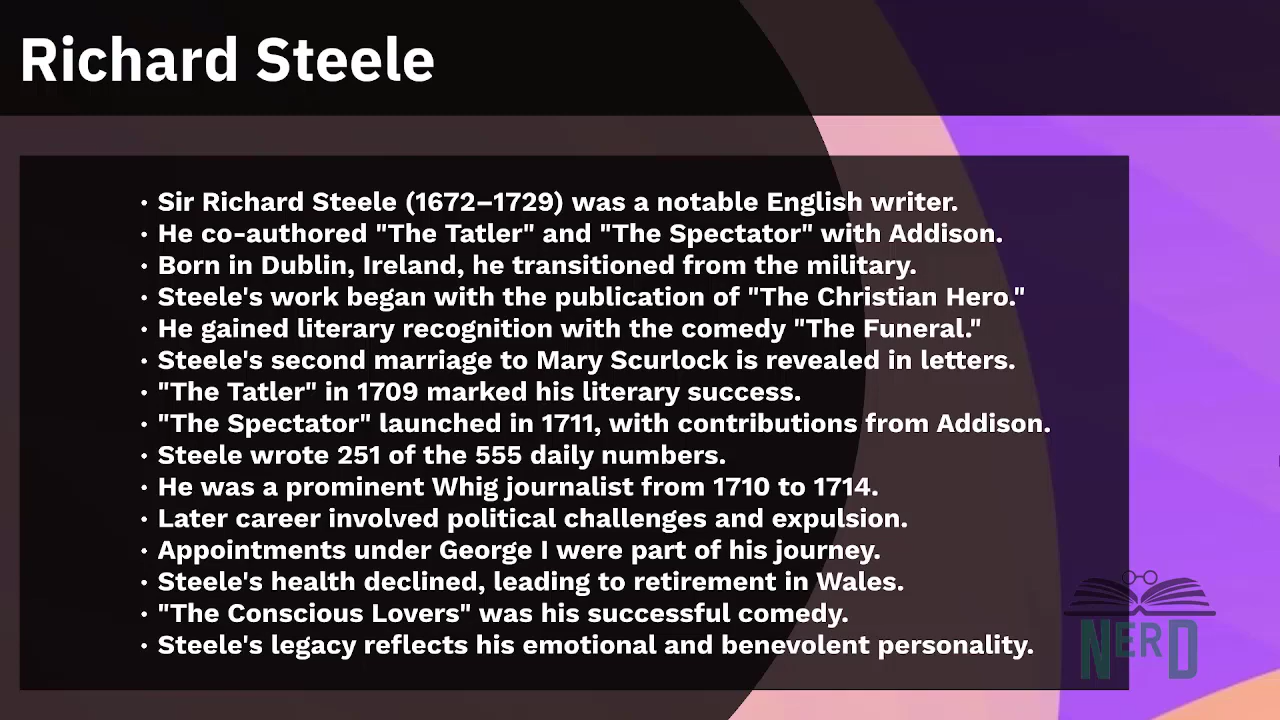 Richard Steele
· Sir Richard Steele (1672–1729) was a notable English writer.
· He co-authored "The Tatler" and "The Spectator" with Addison.
· Born in Dublin, Ireland, he transitioned from the military.
· Steele's work began with the publication of "The Christian Hero."
· He gained literary recognition with the comedy "The Funeral."
· Steele's second marriage to Mary Scurlock is revealed in letters.
· "The Tatler" in 1709 marked his literary success.
· "The Spectator" launched in 1711, with contributions from Addison.
· Steele wrote 251 of the 555 daily numbers.
· He was a prominent Whig journalist from 1710 to 1714.
· Later career involved political challenges and expulsion.
· Appointments under George I were part of his journey.
· Steele's health declined, leading to retirement in Wales.
· "The Conscious Lovers" was his successful comedy.
· Steele's legacy reflects his emotional and benevolent personality.
NERD